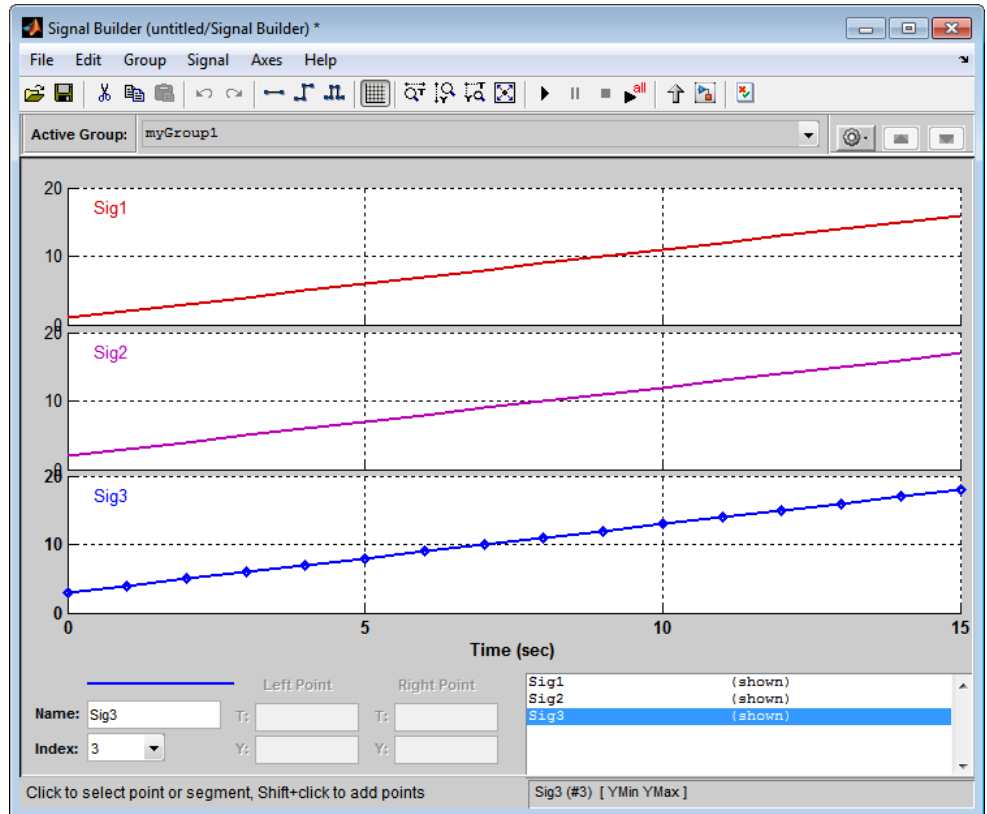 Signal Builder (untitled/Signal Builder) *
File Edit Group Signal Axes Help
all
Active Group: myGroup1
20
Sig1
10
0
20
Sig2
10
0
20
Sig3
10
0
0 5 10 15
Time (sec)
Left Point Right Point
Name: Sig3 T: T:
Index: 3 Y: Y:
Sig1 (shown)
Sig2 (shown)
Sig3 (shown)
Click to select point or segment, Shift+click to add points
Sig3 (#3) [ YMin YMax ]